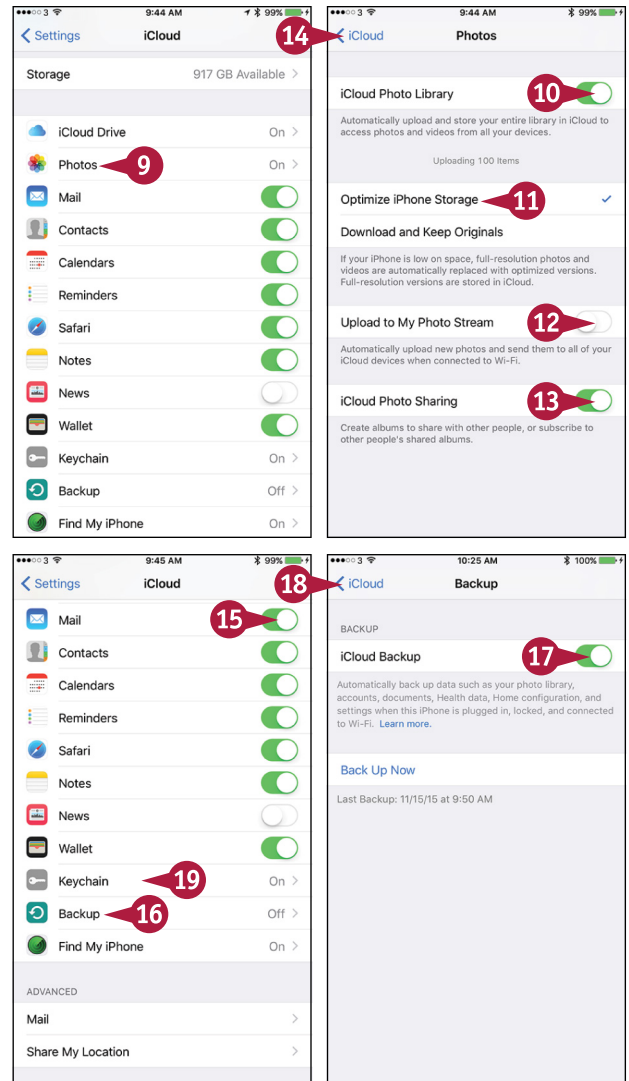 3 9:44 AM 99%
Settings iCloud
Storage 917 GB Available
iCloud Drive On
Photos 9 On
Mail
Contacts
Calendars
Reminders
Safari
Notes
News
Wallet
Keychain On
Backup Off
Find My iPhone On
3 9:44 AM 99%
14 iCloud Photos
iCloud Photo Library 10
Automatically upload and store your entire library in iCloud to
access photos and videos from all your devices.
Uploading 100 Items
Optimize iPhone Storage 11
Download and Keep Originals
If your iPhone is low on space, full-resolution photos and
videos are automatically replaced with optimized versions.
Full-resolution versions are stored in iCloud.
Upload to My Photo Stream 12
Automatically upload new photos and send them to all of your
iCloud devices when connected to Wi-Fi.
iCloud Photo Sharing 13
Create albums to share with other people, or subscribe to
other people's shared albums.
3 9:45 AM 99%
Settings iCloud
Mail 15
Contacts
Calendars
Reminders
Safari
Notes
News
Wallet
Keychain 19 On
Backup 16 Off
Find My iPhone On
ADVANCED
Mail
Share My Location
3 10:25 AM 100%
18 iCloud Backup
BACKUP
iCloud Backup 17
Automatically back up data such as your photo library,
accounts, documents, Health data, Home configuration, and
settings when this iPhone is plugged in, locked, and connected
to Wi-Fi. Learn more.
Back Up Now
Last Backup: 11/15/15 at 9:50 AM